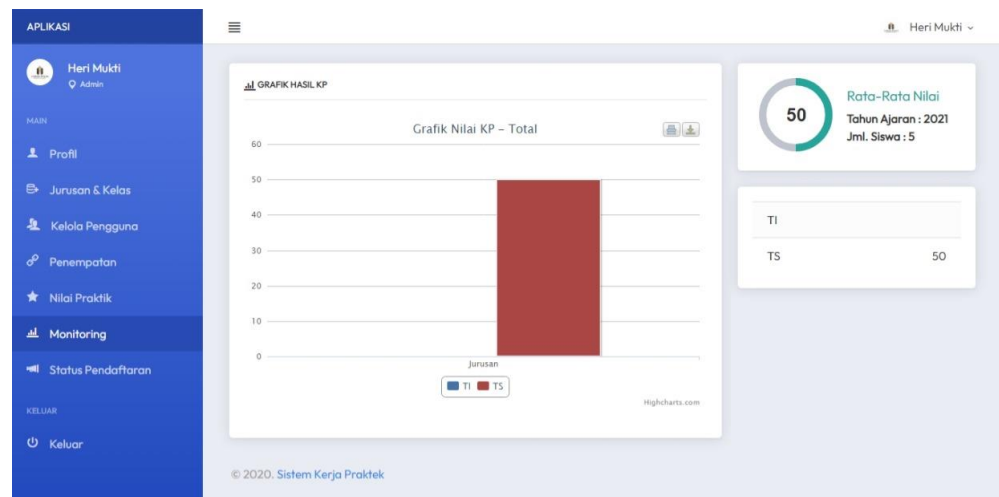 APLIKASI
Heri Mukti
Heri Mukti
Admin
MAIN
Profil
Jurusan & Kelas
Kelola Pengguna
Penempatan
Nilai Praktik
Monitoring
Status Pendaftaran
KELUAR
Keluar
GRAFIK HASIL KP
Grafik Nilai KP - Total
60
50
40
30
20
10
0
Jurusan
TI TS
Highcharts.com
50
Rata-Rata Nilai
Tahun Ajaran : 2021
Jml. Siswa : 5
TI
TS 50
© 2020. Sistem Kerja Praktek